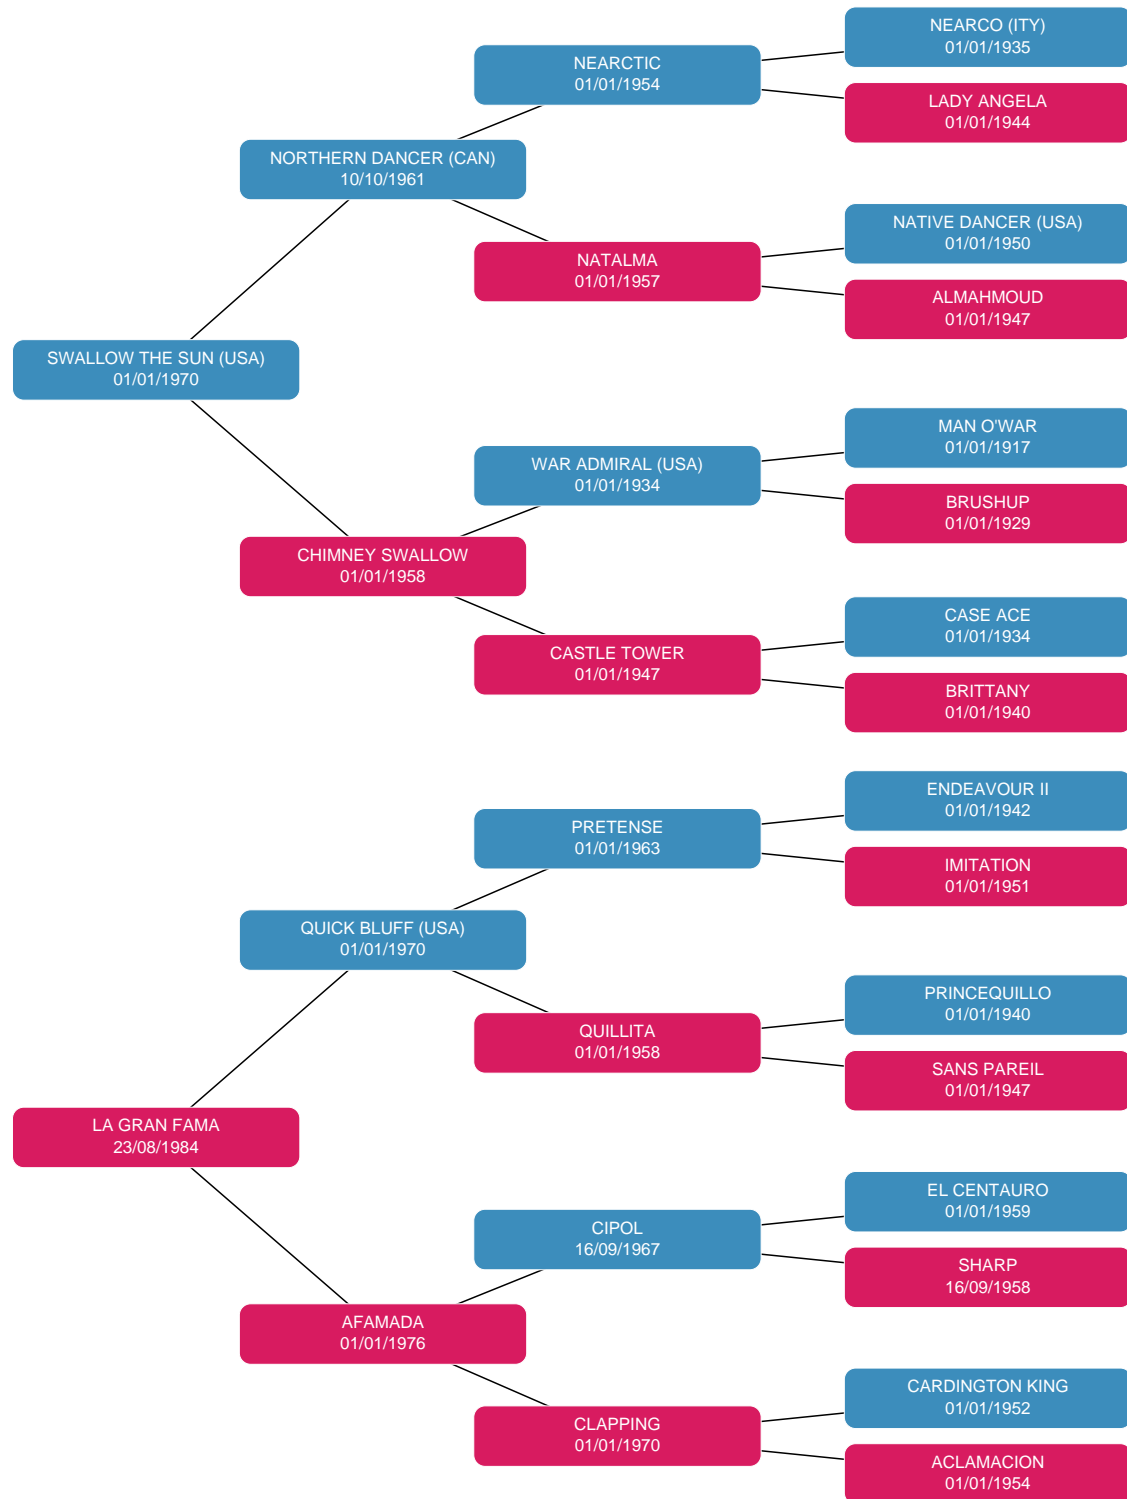 NEARCO (ITY)
01/01/1935
NEARCTIC
01/01/1954
LADY ANGELA
01/01/1944
NORTHERN DANCER (CAN)
10/10/1961
NATIVE DANCER (USA)
01/01/1950
NATALMA
01/01/1957
ALMAHMOUD
01/01/1947
SWALLOW THE SUN (USA)
01/01/1970
MAN O'WAR
01/01/1917
WAR ADMIRAL (USA)
01/01/1934
BRUSHUP
01/01/1929
CHIMNEY SWALLOW
01/01/1958
CASE ACE
01/01/1934
CASTLE TOWER
01/01/1947
BRITTANY
01/01/1940
ENDEAVOUR II
01/01/1942
PRETENSE
01/01/1963
IMITATION
01/01/1951
QUICK BLUFF (USA)
01/01/1970
PRINCEQUILLO
01/01/1940
QUILLITA
01/01/1958
SANS PAREIL
01/01/1947
LA GRAN FAMA
23/08/1984
EL CENTAURO
01/01/1959
CIPOL
16/09/1967
SHARP
16/09/1958
AFAMADA
01/01/1976
CARDINGTON KING
01/01/1952
CLAPPING
01/01/1970
ACLAMACION
01/01/1954